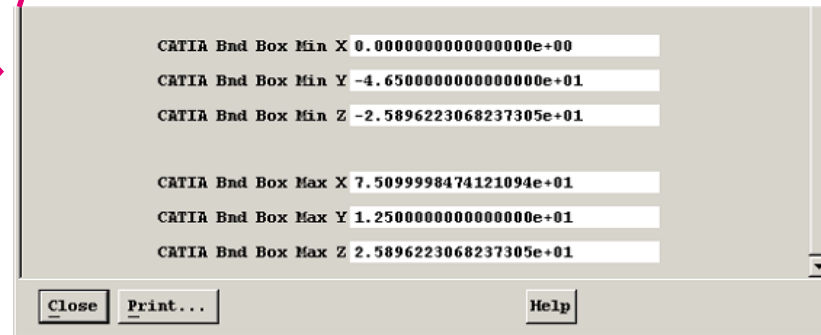 CATIA Bnd Box Min X 0.0000000000000000e+00
CATIA Bnd Box Min Y -4.6500000000000000e+01
CATIA Bnd Box Min Z -2.5896223068237305e+01
CATIA Bnd Box Max X 7.5099998474121094e+01
CATIA Bnd Box Max Y 1.2500000000000000e+01
CATIA Bnd Box Max Z 2.5896223068237305e+01
Close Print... Help